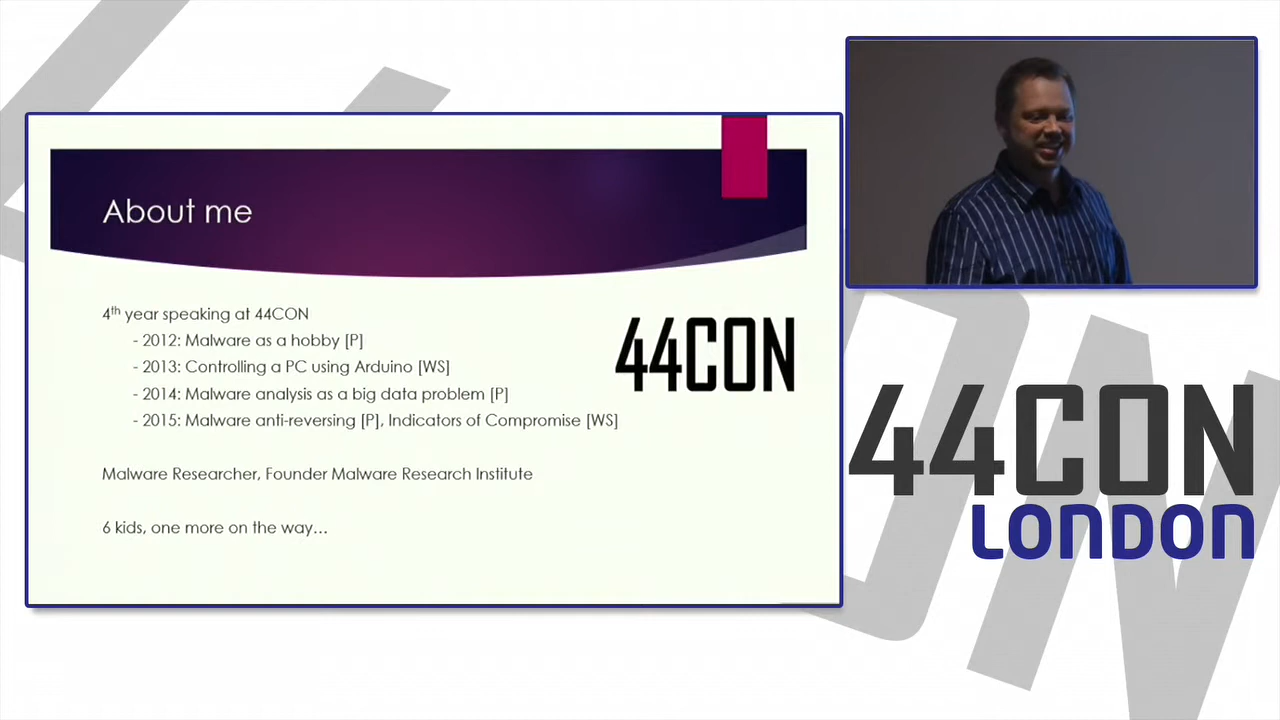 About me
4th year speaking at 44CON
- 2012: Malware as a hobby [P]
- 2013: Controlling a PC using Arduino [WS]
- 2014: Malware analysis as a big data problem [P]
- 2015: Malware anti-reversing [P], Indicators of Compromise [WS]
Malware Researcher, Founder Malware Research Institute
6 kids, one more on the way…
44CON
44CON
LONDON